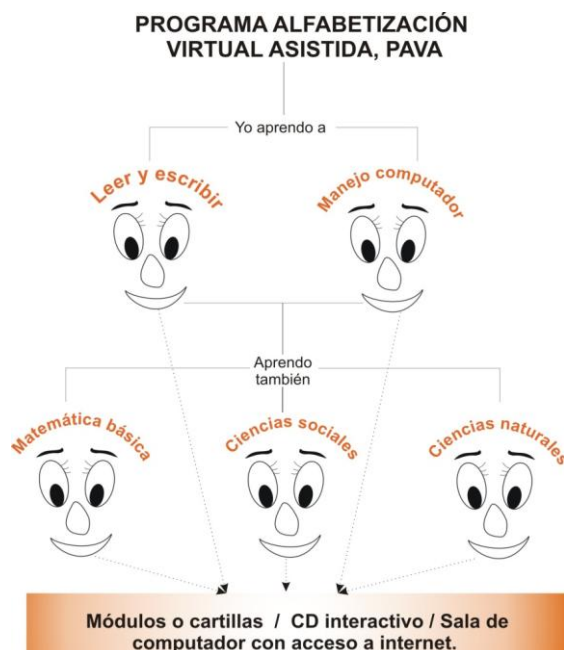 PROGRAMA ALFABETIZACIÓN
VIRTUAL ASISTIDA, PAVA
Yo aprendo a
Leer y escribir
Manejo computador
Aprendo
también
Matemática básica
Ciencias sociales
Ciencias naturales
Módulos o cartillas / CD interactivo / Sala de
computador con acceso a internet.